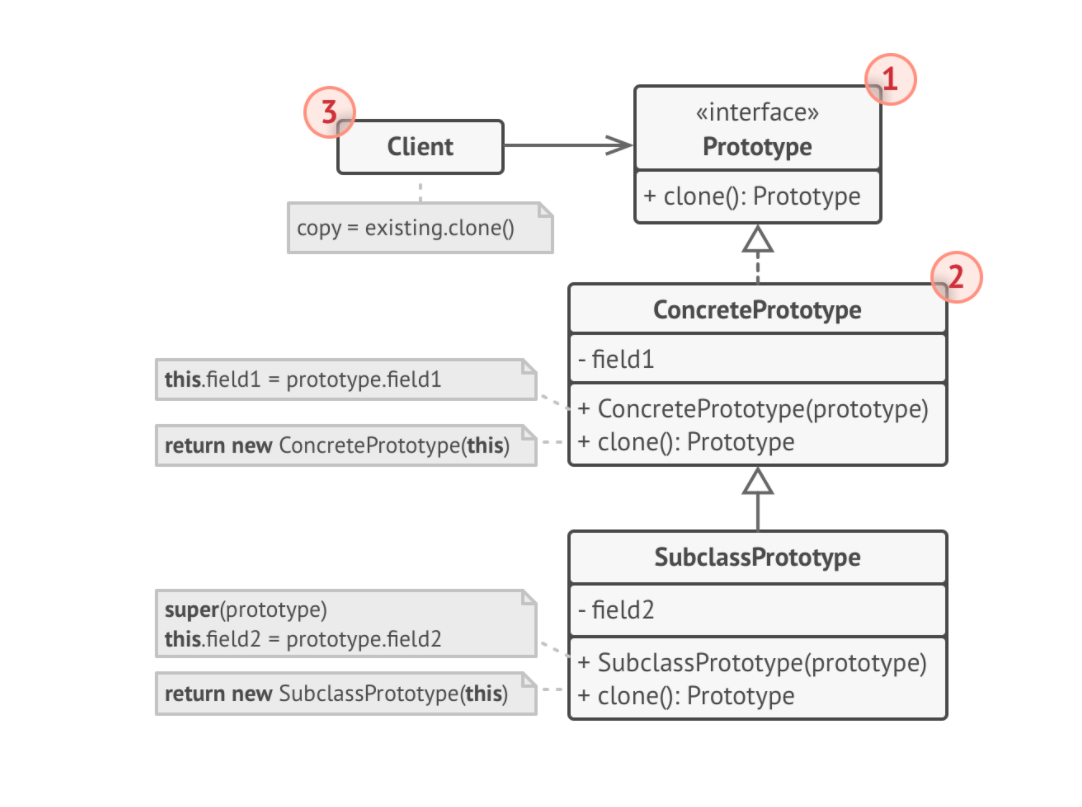 1
«interface»
Prototype
+ clone(): Prototype
3
Client
copy = existing.clone()
2
ConcretePrototype
- field1
+ ConcretePrototype(prototype)
+ clone(): Prototype
this.field1 = prototype.field1
return new ConcretePrototype(this)
SubclassPrototype
- field2
+ SubclassPrototype(prototype)
+ clone(): Prototype
super(prototype)
this.field2 = prototype.field2
return new SubclassPrototype(this)